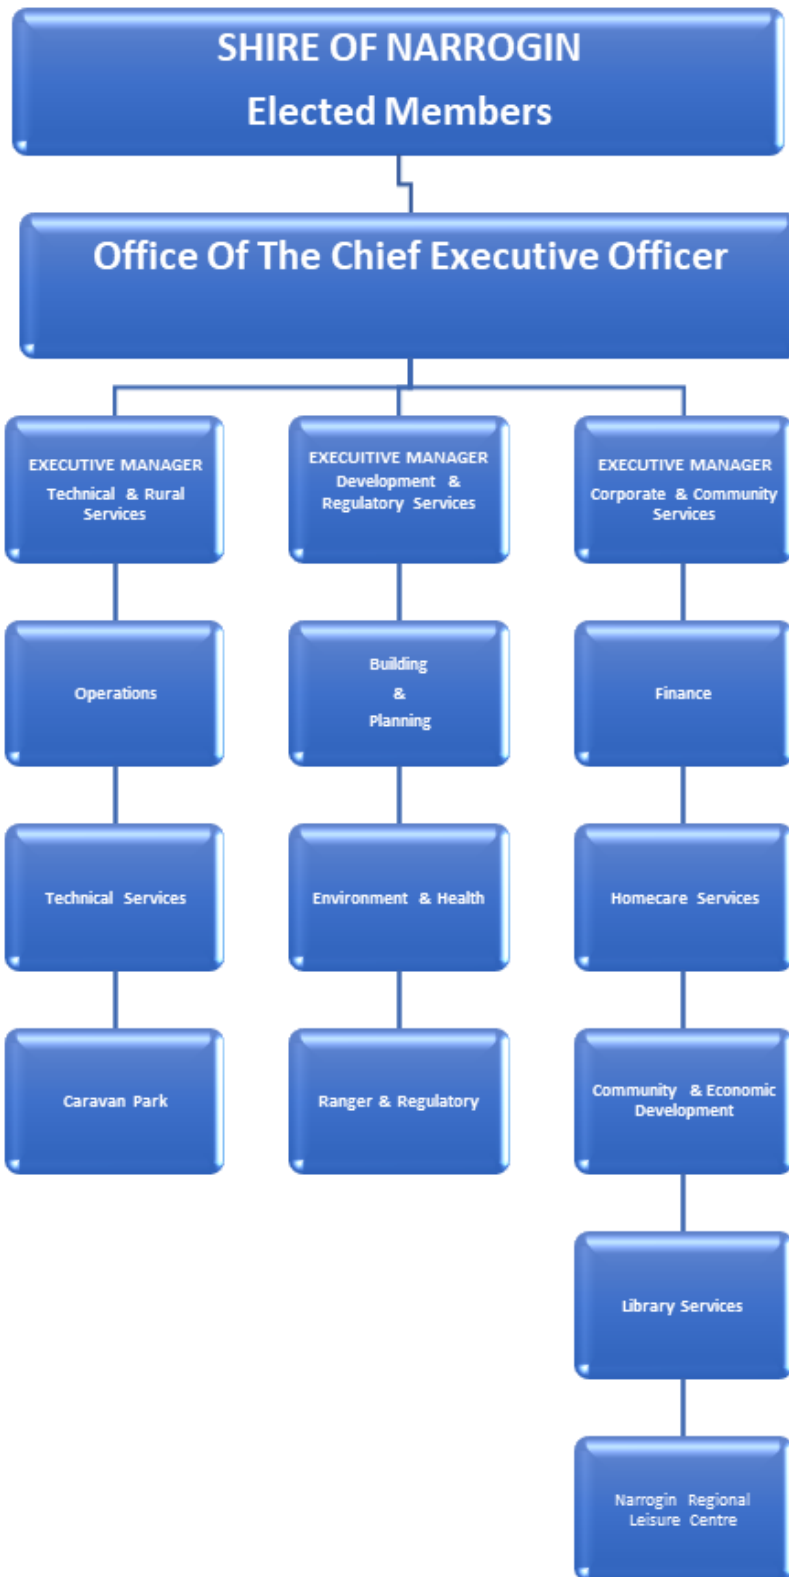 SHIRE OF NARROGIN
Elected Members
Office Of The Chief Executive Officer
EXECUTIVE MANAGER
Technical & Rural
Services
EXECUITIVE MANAGER
Development &
Regulatory Services
EXECUTIVE MANAGER
Corporate & Community
Services
Operations
Building
&
Planning
Finance
Technical Services
Environment & Health
Homecare Services
Caravan Park
Ranger & Regulatory
Community & Economic
Development
Library Services
Narrogin Regional
Leisure Centre